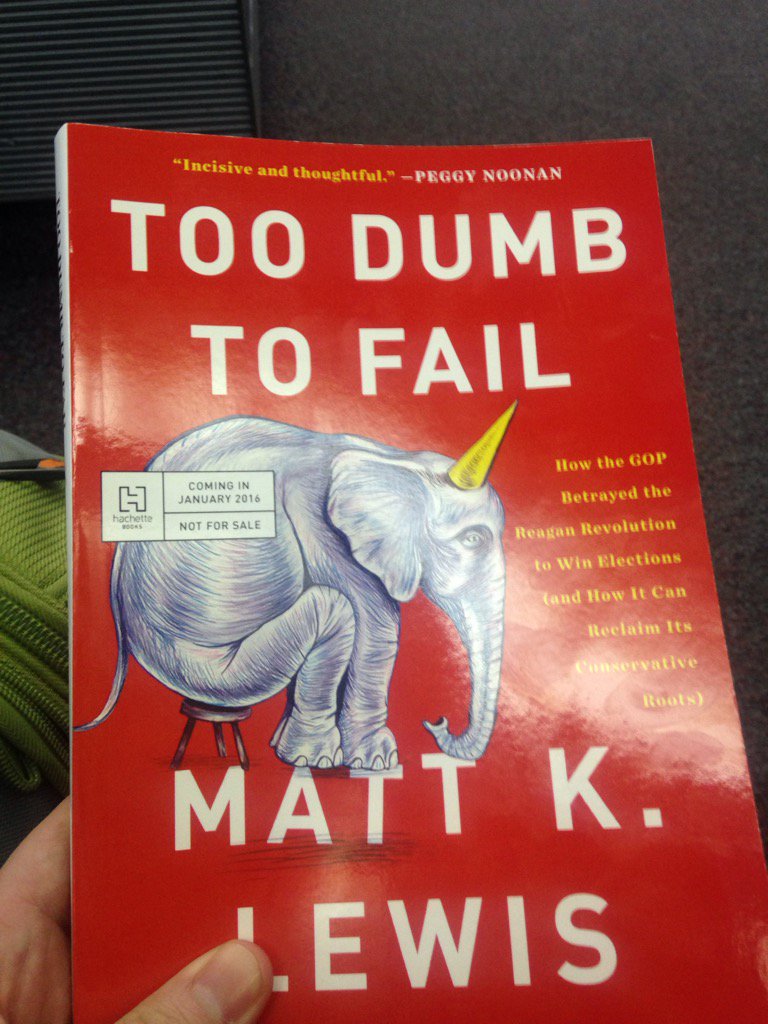 “Incisive and thoughtful.” —PEGGY NOONAN
TOO DUMB
TO FAIL
How the GOP
Betrayed the
Reagan Revolution
to Win Elections
(and How It Can
Reclaim Its
Conservative
Roots)
hachette
BOOKS
COMING IN
JANUARY 2016
NOT FOR SALE
MATT K.
LEWIS